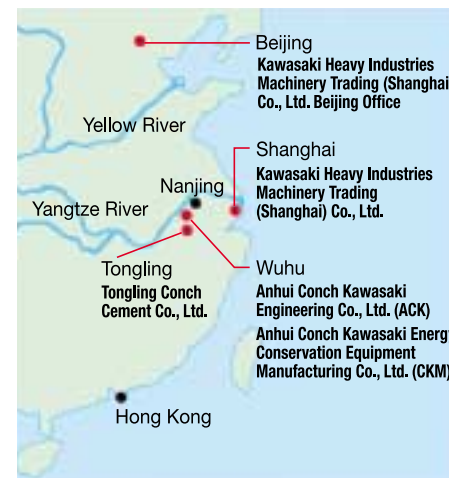 Beijing
Kawasaki Heavy Industries
Machinery Trading (Shanghai
Co., Ltd. Beijing Office
Yellow River
Shanghai
Kawasaki Heavy Industries
Machinery Trading
(Shanghai) Co., Ltd.
Nanjing
Yangtze River
Tongling
Tongling Conch
Cement Co., Ltd.
Wuhu
Anhui Conch Kawasaki
Engineering Co., Ltd. (ACK)
Anhui Conch Kawasaki Energy
Conservation Equipment
Manufacturing Co., Ltd. (CKM)
Hong Kong